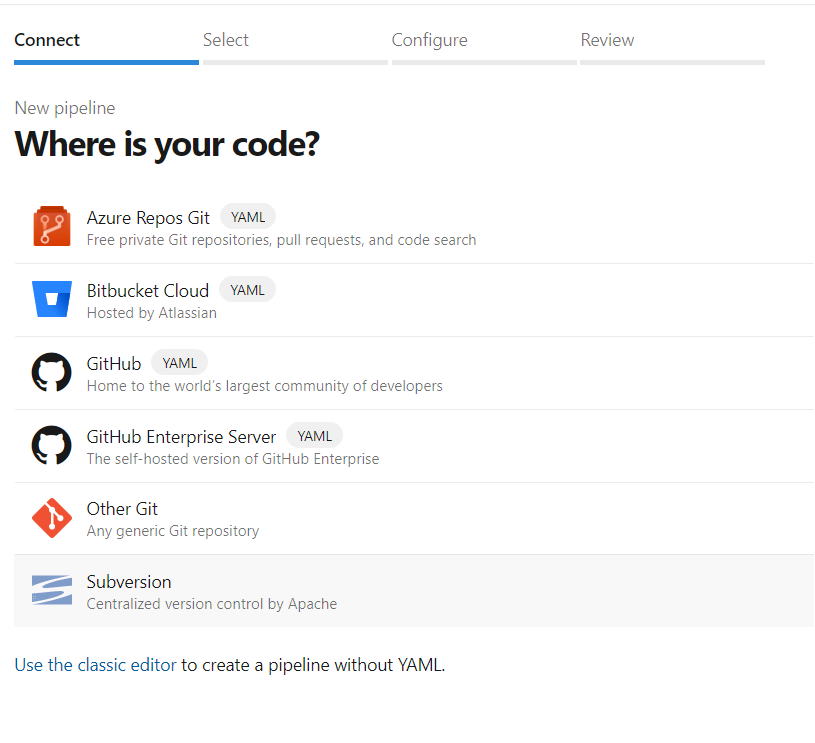 Connect Select Configure Review
New pipeline
Where is your code?
Azure Repos Git YAML
Free private Git repositories, pull requests, and code search
Bitbucket Cloud YAML
Hosted by Atlassian
GitHub YAML
Home to the world's largest community of developers
GitHub Enterprise Server YAML
The self-hosted version of GitHub Enterprise
Other Git
Any generic Git repository
Subversion
Centralized version control by Apache
Use the classic editor to create a pipeline without YAML.